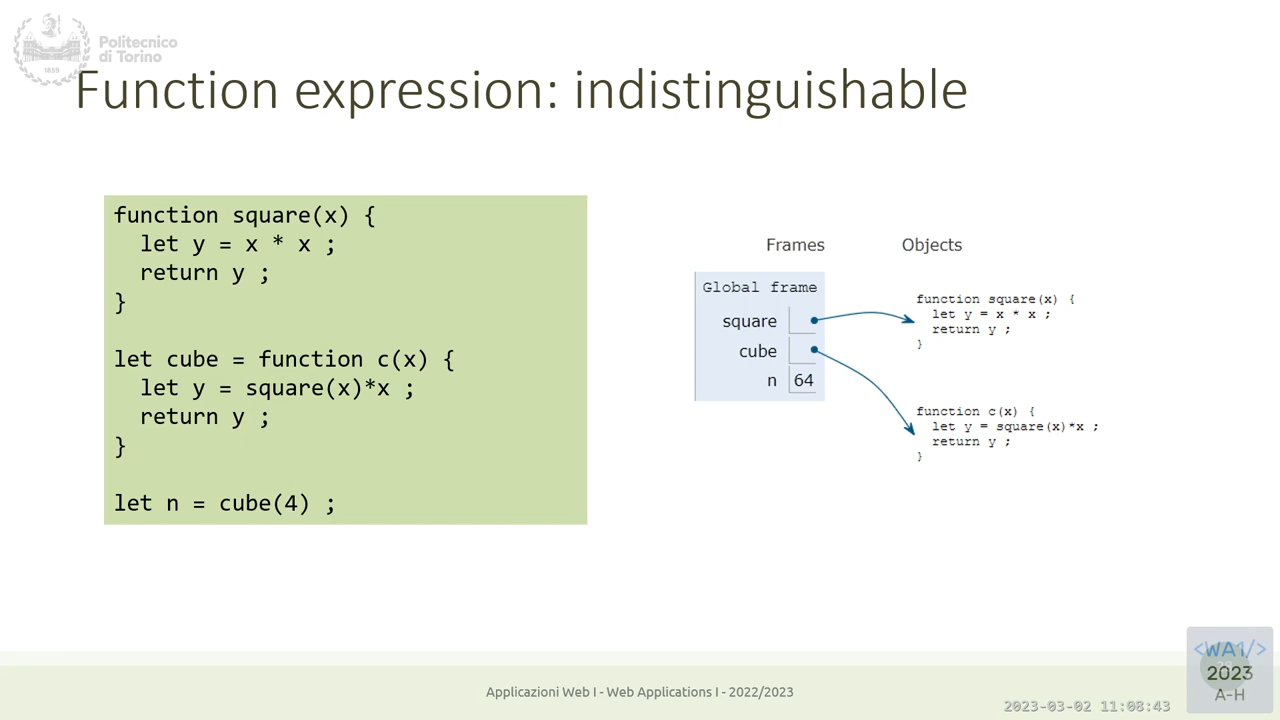 Politecnico
di Torino
1859
Function expression: indistinguishable
function square(x) {
  let y = x * x ;
  return y ;
}
let cube = function c(x) {
  let y = square(x)*x ;
  return y ;
}
let n = cube(4) ;
Frames
Objects
Global frame
square
cube
n 64
function square(x) {
  let y = x * x ;
  return y ;
}
function c(x) {
  let y = square(x)*x ;
  return y ;
}
Applicazioni Web I - Web Applications I - 2022/2023
2023-03-02 11:08:43
<WA1/>
2023
A-H